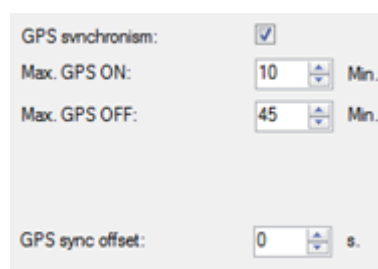 GPS synchronism:
Max. GPS ON: 10 Min.
Max. GPS OFF: 45 Min.
GPS sync offset: 0 s.